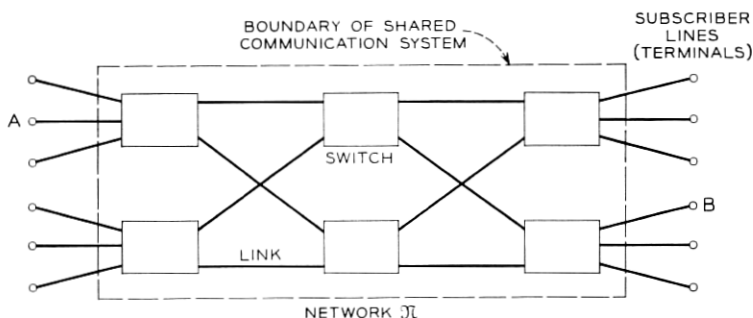 BOUNDARY OF SHARED
COMMUNICATION SYSTEM
SUBSCRIBER
LINES
(TERMINALS)
A
SWITCH
B
LINK
NETWORK 𝔑